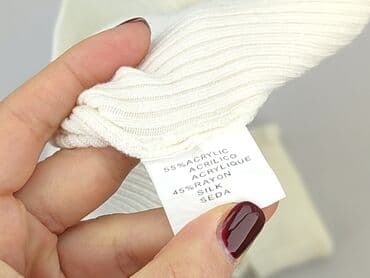 55%ACRYLIC
ACRILICO
ACRYLIQUE
45%RAYON
SILK
SEDA